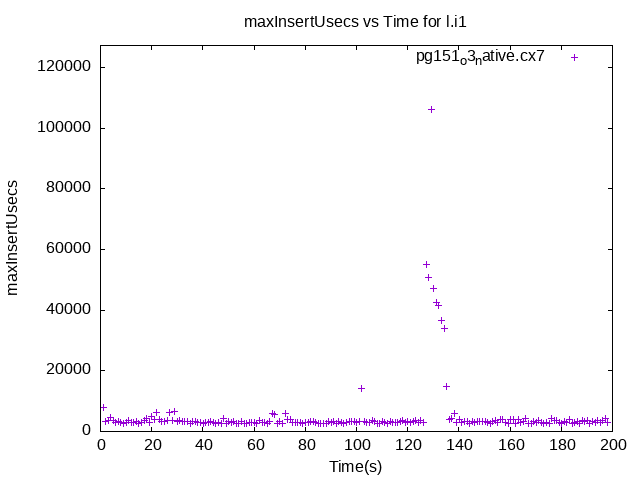 maxInsertUsecs vs Time for l.i1
pg151o3native.cx7
120000
100000
80000
60000
40000
20000
0
maxInsertUsecs
0 20 40 60 80 100 120 140 160 180 200
Time(s)